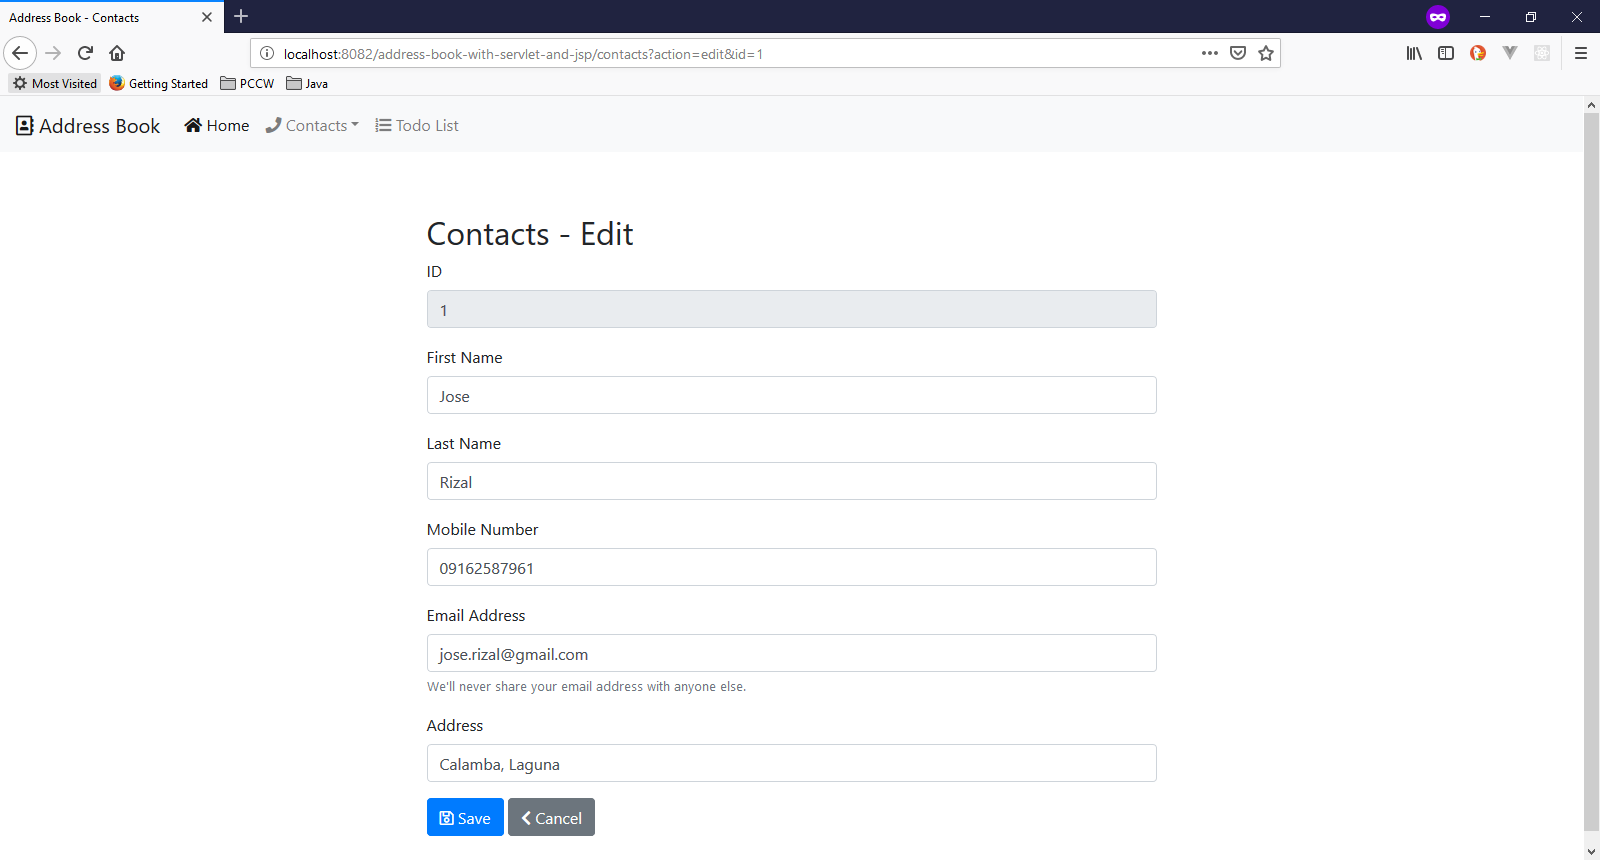 Address Book - Contacts
localhost:8082/address-book-with-servlet-and-jsp/contacts?action=edit&id=1
Most Visited Getting Started PCCW Java
Address Book Home Contacts Todo List
Contacts - Edit
ID
1
First Name
Jose
Last Name
Rizal
Mobile Number
09162587961
Email Address
jose.rizal@gmail.com
We'll never share your email address with anyone else.
Address
Calamba, Laguna
Save Cancel